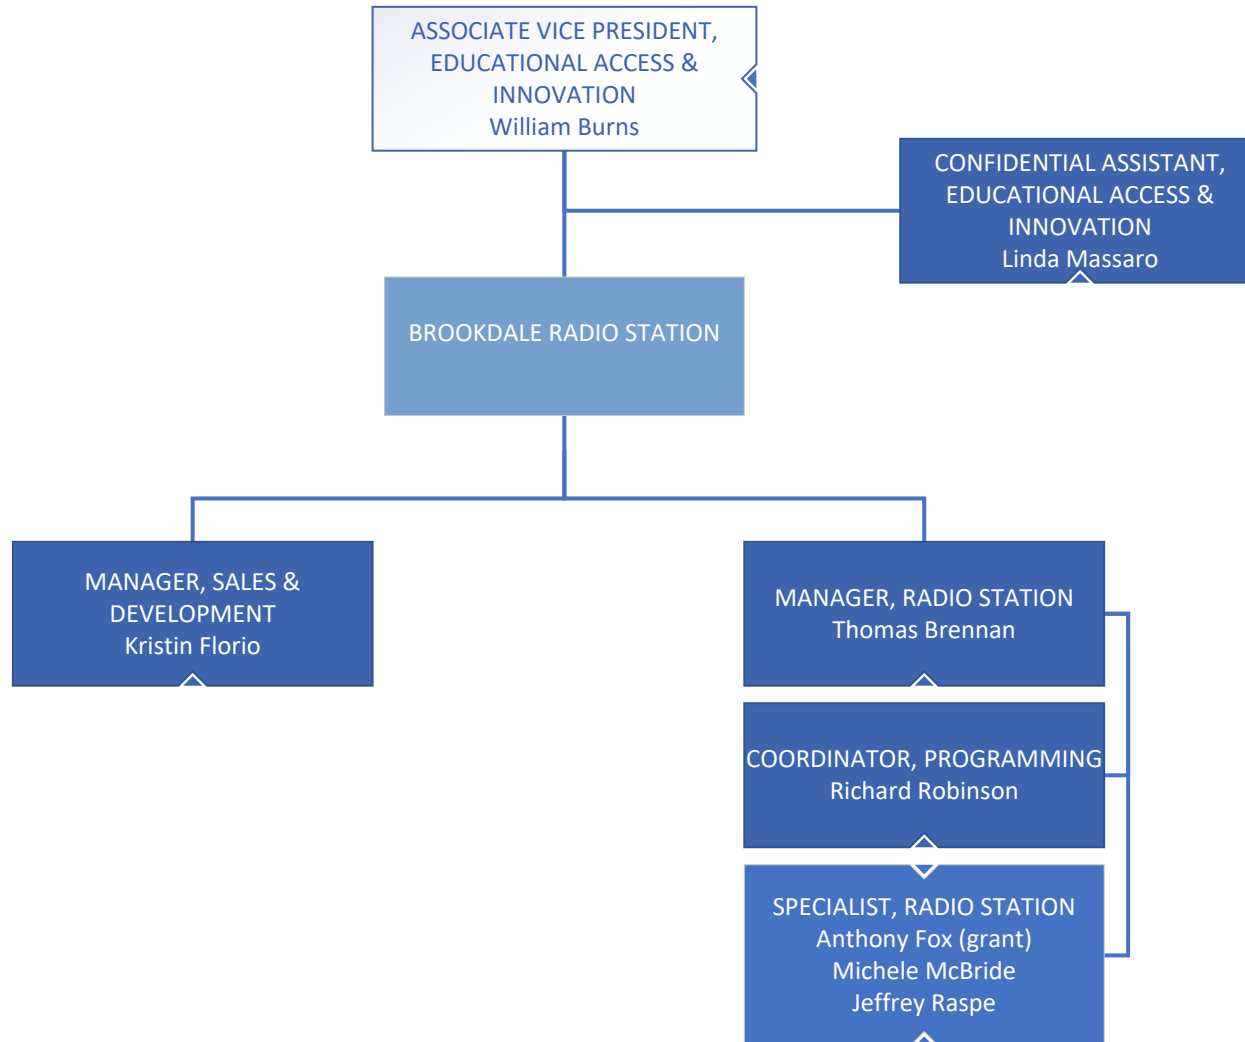 ASSOCIATE VICE PRESIDENT,
EDUCATIONAL ACCESS &
INNOVATION
William Burns
CONFIDENTIAL ASSISTANT,
EDUCATIONAL ACCESS &
INNOVATION
Linda Massaro
BROOKDALE RADIO STATION
MANAGER, SALES &
DEVELOPMENT
Kristin Florio
MANAGER, RADIO STATION
Thomas Brennan
COORDINATOR, PROGRAMMING
Richard Robinson
SPECIALIST, RADIO STATION
Anthony Fox (grant)
Michele McBride
Jeffrey Raspe